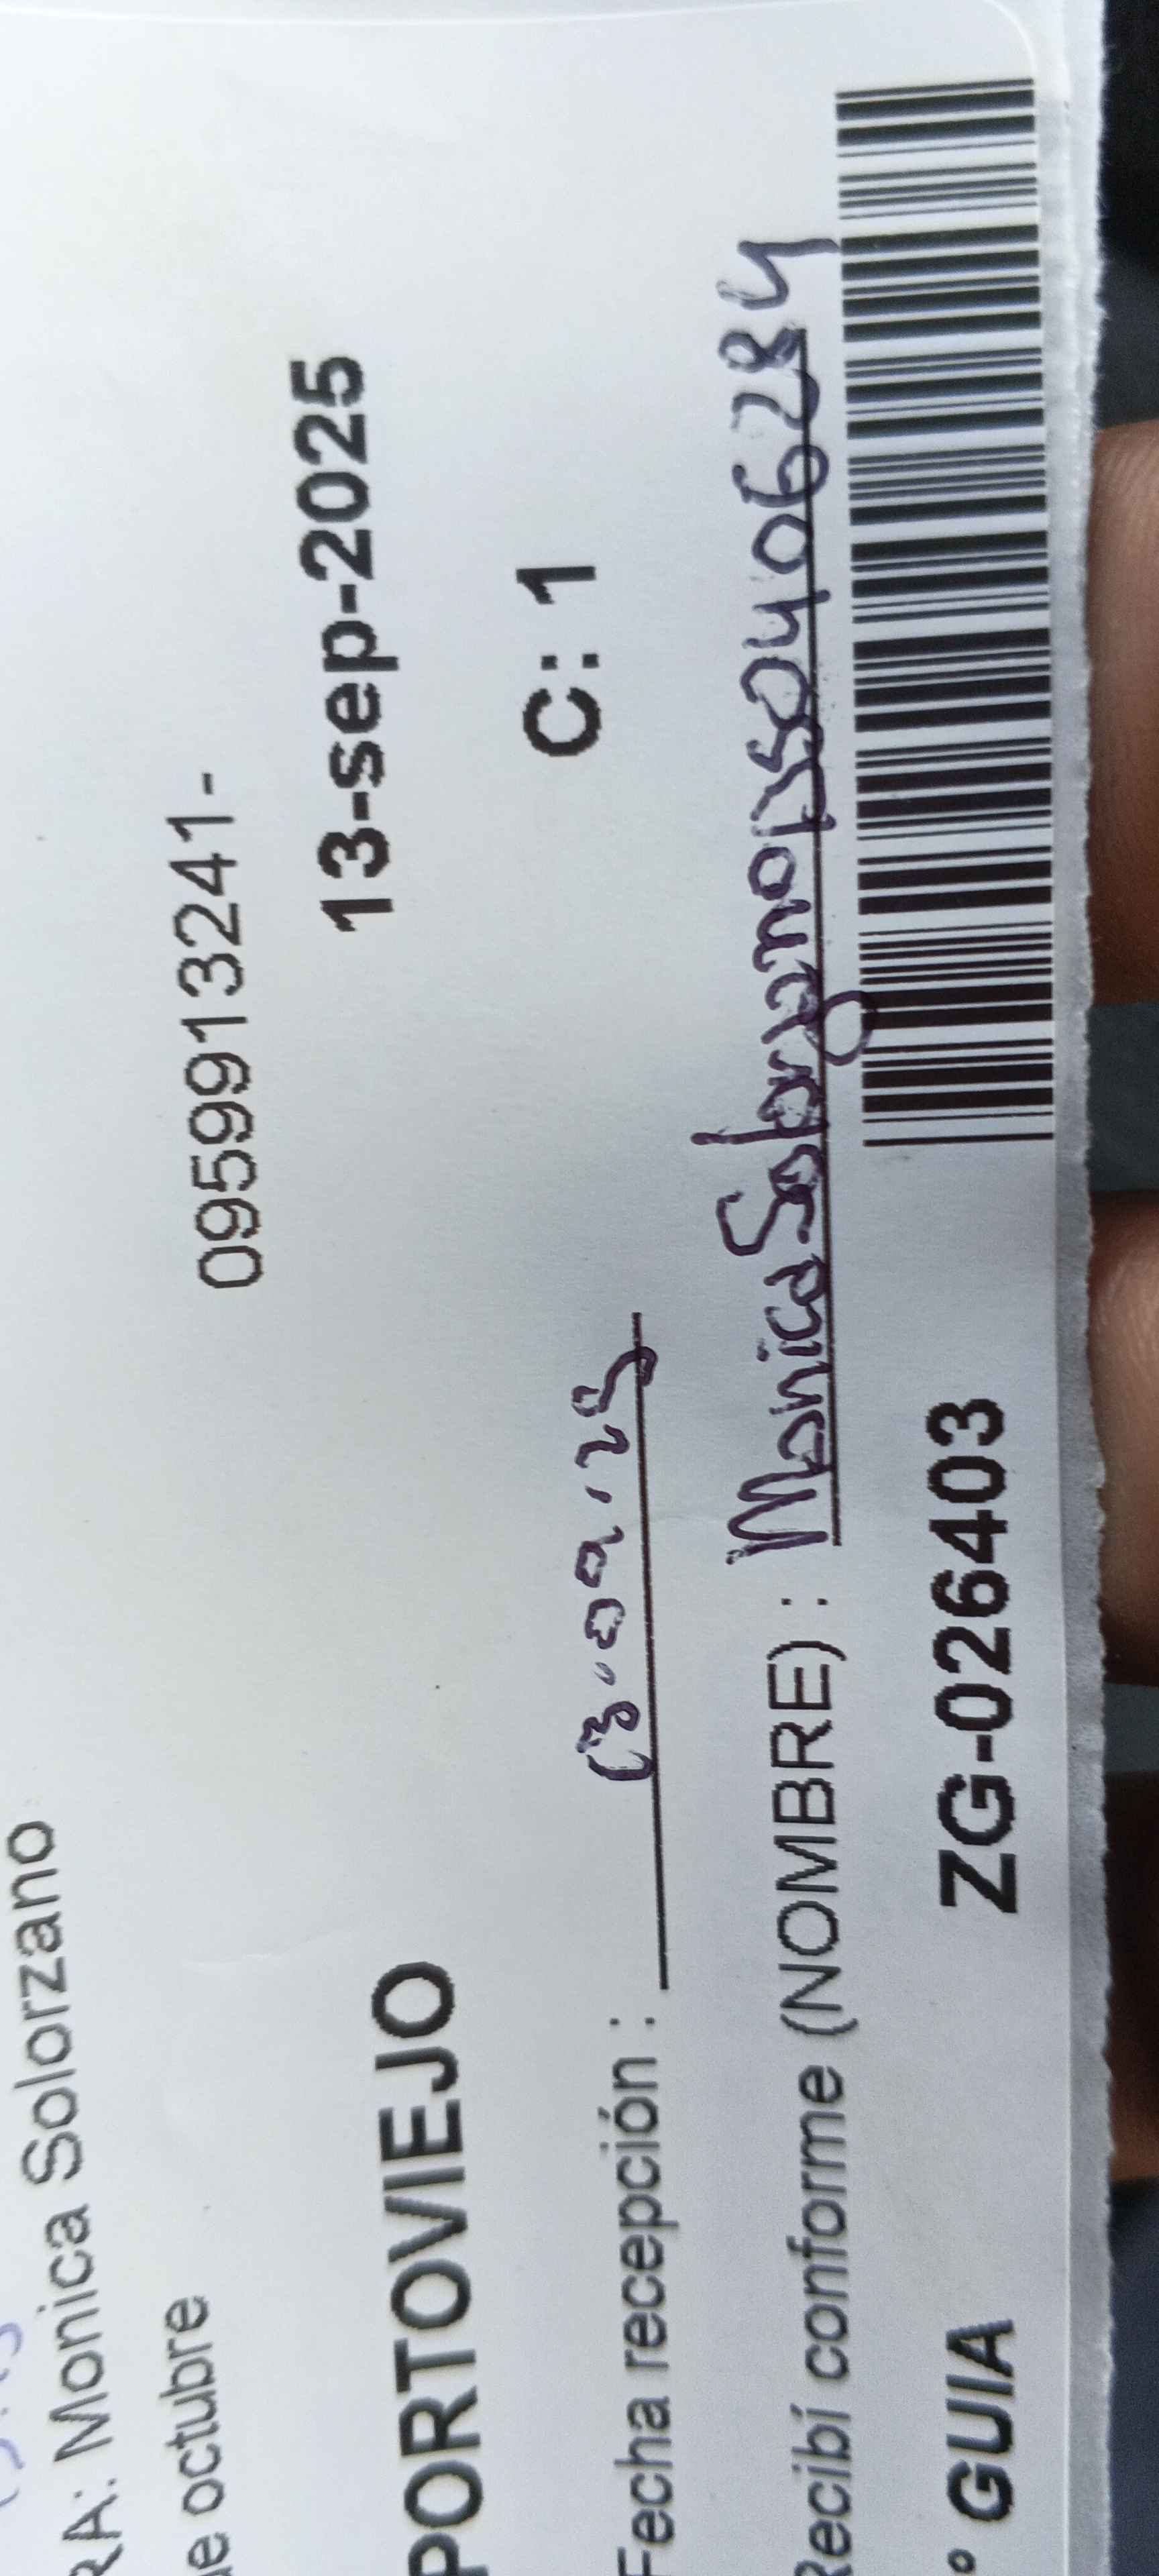 RA: Monica Solorzano
e octubre
0959913241-
13-sep-2025
PORTOVIEJO
C: 1
Fecha recepción : 13.09.25
Recibí conforme (NOMBRE) : Monica Solorzano 1304406284
° GUIA ZG-026403